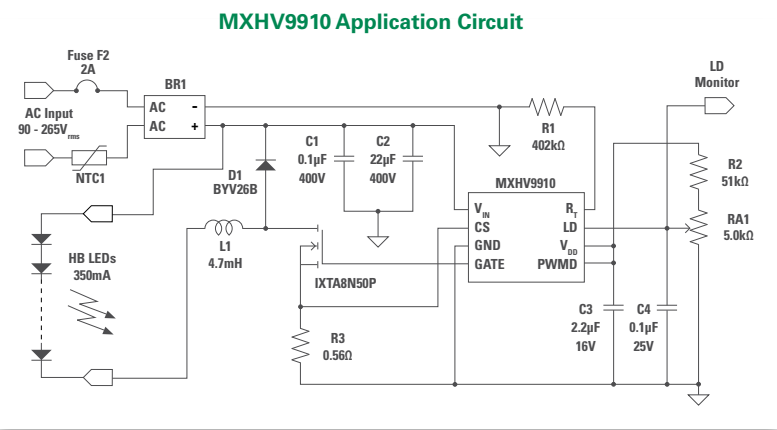 MXHV9910 Application Circuit
Fuse F2
2A
BR1
LD
Monitor
AC -
AC +
AC Input
90 - 265Vrms
NTC1
R1
402kΩ
C1
0.1µF
400V
C2
22µF
400V
D1
BYV26B
R2
51kΩ
MXHV9910
VIN
RT
CS
LD
GND
VDD
GATE
PWMD
RA1
5.0kΩ
L1
4.7mH
HB LEDs
350mA
IXTA8N50P
R3
0.56Ω
C3
2.2µF
16V
C4
0.1µF
25V